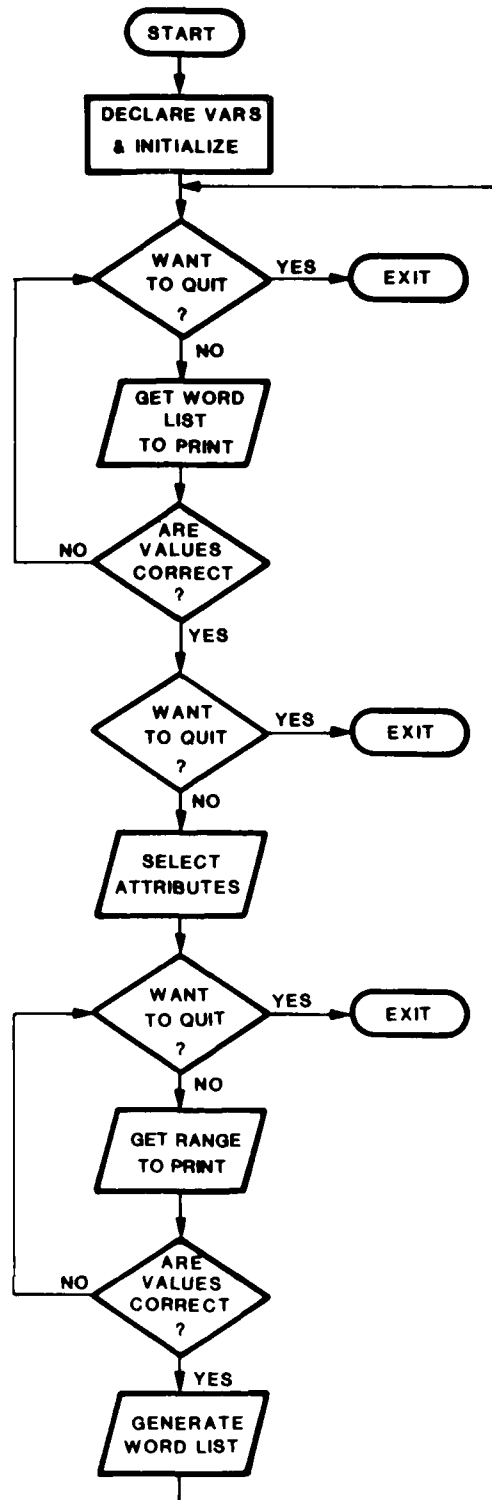 START
DECLARE VARS
& INITIALIZE
WANT
TO QUIT
?
YES
EXIT
NO
GET WORD
LIST
TO PRINT
ARE
VALUES
CORRECT
?
NO
YES
WANT
TO QUIT
?
YES
EXIT
NO
SELECT
ATTRIBUTES
WANT
TO QUIT
?
YES
EXIT
NO
GET RANGE
TO PRINT
ARE
VALUES
CORRECT
?
NO
YES
GENERATE
WORD LIST